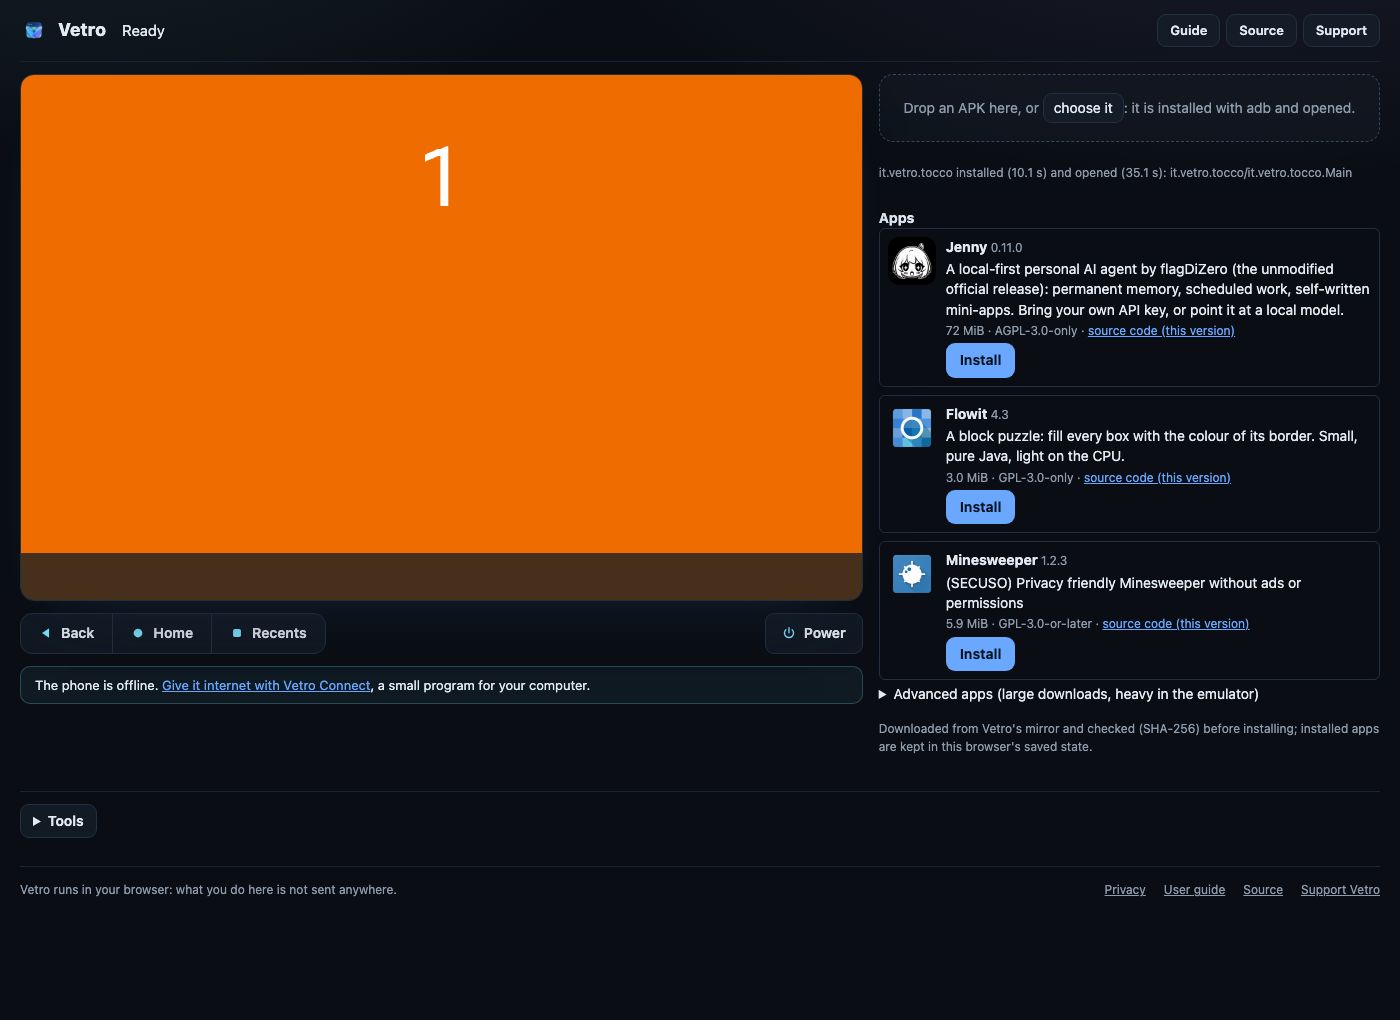 Vetro Ready
Guide Source Support
1
Back Home Recents
Power
The phone is offline. Give it internet with Vetro Connect, a small program for your computer.
Drop an APK here, or choose it: it is installed with adb and opened.
it.vetro.tocco installed (10.1 s) and opened (35.1 s): it.vetro.tocco/it.vetro.tocco.Main
Apps
Jenny 0.11.0
A local-first personal AI agent by flagDiZero (the unmodified
official release): permanent memory, scheduled work, self-written
mini-apps. Bring your own API key, or point it at a local model.
72 MiB · AGPL-3.0-only · source code (this version)
Install
Flowit 4.3
A block puzzle: fill every box with the colour of its border. Small,
pure Java, light on the CPU.
3.0 MiB · GPL-3.0-only · source code (this version)
Install
Minesweeper 1.2.3
(SECUSO) Privacy friendly Minesweeper without ads or
permissions
5.9 MiB · GPL-3.0-or-later · source code (this version)
Install
Advanced apps (large downloads, heavy in the emulator)
Downloaded from Vetro's mirror and checked (SHA-256) before installing; installed apps
are kept in this browser's saved state.
Tools
Vetro runs in your browser: what you do here is not sent anywhere.
Privacy User guide Source Support Vetro